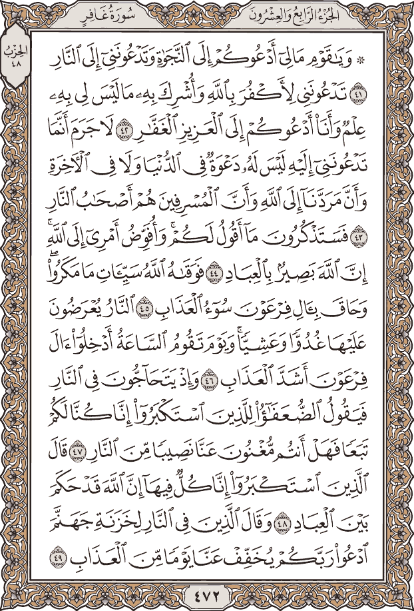 الجزء الرابع والعشرون
سورة غافر
الحزب
٤٨
۞ وَيَٰقَوْمِ مَالِىٓ أَدْعُوكُمْ إِلَى ٱلنَّجَوٰةِ وَتَدْعُونَنِىٓ إِلَى ٱلنَّارِ
٤١ تَدْعُونَنِى لِأَكْفُرَ بِٱللَّهِ وَأُشْرِكَ بِهِۦ مَا لَيْسَ لِى بِهِۦ
عِلْمٌ وَأَنَا۠ أَدْعُوكُمْ إِلَى ٱلْعَزِيزِ ٱلْغَفَّٰرِ ٤٢ لَا جَرَمَ أَنَّمَا
تَدْعُونَنِىٓ إِلَيْهِ لَيْسَ لَهُۥ دَعْوَةٌ فِى ٱلدُّنْيَا وَلَا فِى ٱلْءَاخِرَةِ
وَأَنَّ مَرَدَّنَآ إِلَى ٱللَّهِ وَأَنَّ ٱلْمُسْرِفِينَ هُمْ أَصْحَٰبُ ٱلنَّارِ
٤٣ فَسَتَذْكُرُونَ مَآ أَقُولُ لَكُمْ ۚ وَأُفَوِّضُ أَمْرِىٓ إِلَى ٱللَّهِ ۚ
إِنَّ ٱللَّهَ بَصِيرٌۢ بِٱلْعِبَادِ ٤٤ فَوَقَىٰهُ ٱللَّهُ سَيِّـَٔاتِ مَا مَكَرُوا۟ ۖ
وَحَاقَ بِـَٔالِ فِرْعَوْنَ سُوٓءُ ٱلْعَذَابِ ٤٥ ٱلنَّارُ يُعْرَضُونَ
عَلَيْهَا غُدُوًّا وَعَشِيًّا ۖ وَيَوْمَ تَقُومُ ٱلسَّاعَةُ أَدْخِلُوٓا۟ ءَالَ
فِرْعَوْنَ أَشَدَّ ٱلْعَذَابِ ٤٦ وَإِذْ يَتَحَآجُّونَ فِى ٱلنَّارِ
فَيَقُولُ ٱلضُّعَفَٰٓؤُا۟ لِلَّذِينَ ٱسْتَكْبَرُوٓا۟ إِنَّا كُنَّا لَكُمْ
تَبَعًا فَهَلْ أَنتُم مُّغْنُونَ عَنَّا نَصِيبًا مِّنَ ٱلنَّارِ ٤٧ قَالَ
ٱلَّذِينَ ٱسْتَكْبَرُوٓا۟ إِنَّا كُلٌّ فِيهَآ إِنَّ ٱللَّهَ قَدْ حَكَمَ
بَيْنَ ٱلْعِبَادِ ٤٨ وَقَالَ ٱلَّذِينَ فِى ٱلنَّارِ لِخَزَنَةِ جَهَنَّمَ
ٱدْعُوا۟ رَبَّكُمْ يُخَفِّفْ عَنَّا يَوْمًا مِّنَ ٱلْعَذَابِ ٤٩
٤٧٢